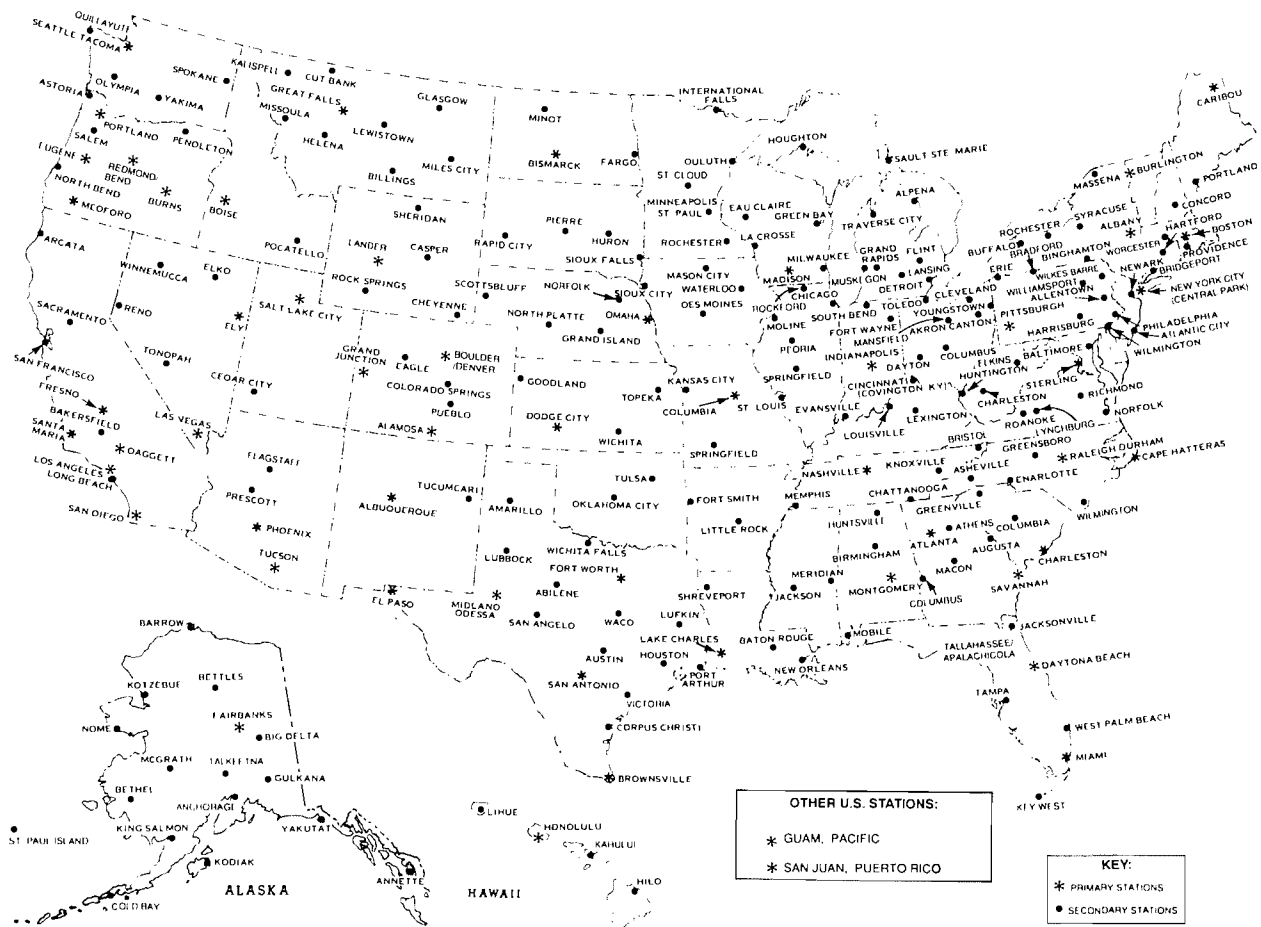 QUILLAYUTE
SEATTLE TACOMA
SPOKANE
KALISPELL
CUT BANK
OLYMPIA
YAKIMA
ASTORIA
GREAT FALLS
GLASGOW
MISSOULA
LEWISTOWN
HELENA
PORTLAND
SALEM
PENDLETON
EUGENE
REDMOND/
BEND
NORTH BEND
BURNS
BOISE
MEDFORD
MILES CITY
BILLINGS
MINOT
BISMARCK
FARGO
INTERNATIONAL
FALLS
HOUGHTON
OULUTH
SAULT STE MARIE
ST CLOUD
MINNEAPOLIS
ST PAUL
EAU CLAIRE
GREEN BAY
ALPENA
TRAVERSE CITY
CARIBOU
MASSENA
BURLINGTON
PORTLAND
CONCORD
SYRACUSE
ROCHESTER
ALBANY
HARTFORD
BOSTON
WORCESTER
PROVIDENCE
BUFFALO
BRADFORD
BINGHAMTON
NEWARK
BRIDGEPORT
ERIE
WILKES BARRE
WILLIAMSPORT
ALLENTOWN
NEW YORK CITY
(CENTRAL PARK)
ARCATA
WINNEMUCCA
ELKO
POCATELLO
SHERIDAN
LANDER
CASPER
ROCK SPRINGS
CHEYENNE
RAPID CITY
PIERRE
HURON
SIOUX FALLS
ROCHESTER
LA CROSSE
MASON CITY
WATERLOO
DES MOINES
MADISON
MILWAUKEE
GRAND
RAPIDS
FLINT
MUSKEGON
LANSING
DETROIT
CHICAGO
ROCKFORD
SOUTH BEND
TOLEDO
CLEVELAND
YOUNGSTOWN
PITTSBURGH
FORT WAYNE
AKRON CANTON
MANSFIELD
HARRISBURG
PHILADELPHIA
ATLANTIC CITY
WILMINGTON
SACRAMENTO
RENO
ELY
SALT LAKE CITY
SCOTTSBLUFF
NORFOLK
SIOUX CITY
NORTH PLATTE
OMAHA
GRAND ISLAND
MOLINE
PEORIA
INDIANAPOLIS
DAYTON
COLUMBUS
ELKINS
BALTIMORE
SAN FRANCISCO
TONOPAH
CEDAR CITY
GRAND
JUNCTION
EAGLE
BOULDER
/DENVER
COLORADO SPRINGS
PUEBLO
ALAMOSA
GOODLAND
KANSAS CITY
TOPEKA
COLUMBIA
ST LOUIS
SPRINGFIELD
CINCINNATI
(COVINGTON KY)
HUNTINGTON
STERLING
CHARLESTON
RICHMOND
EVANSVILLE
LEXINGTON
ROANOKE
NORFOLK
LYNCHBURG
LOUISVILLE
FRESNO
BAKERSFIELD
SANTA
MARIA
LAS VEGAS
DAGGETT
LOS ANGELES
LONG BEACH
SAN DIEGO
DODGE CITY
WICHITA
SPRINGFIELD
BRISTOL
GREENSBORO
NASHVILLE
KNOXVILLE
ASHEVILLE
RALEIGH DURHAM
CAPE HATTERAS
FLAGSTAFF
PRESCOTT
PHOENIX
TUCSON
ALBUQUERQUE
TUCUMCARI
AMARILLO
TULSA
OKLAHOMA CITY
FORT SMITH
LITTLE ROCK
MEMPHIS
CHATTANOOGA
ENARLOTTE
GREENVILLE
HUNTSVILLE
ATHENS
COLUMBIA
WILMINGTON
BIRMINGHAM
ATLANTA
AUGUSTA
CHARLESTON
MACON
SAVANNAH
LUBBOCK
WICHITA FALLS
FORT WORTH
ABILENE
EL PASO
MIDLAND
ODESSA
SAN ANGELO
WACO
SHREVEPORT
JACKSON
MERIDIAN
MONTGOMERY
COLUMBUS
LUFKIN
LAKE CHARLES
HOUSTON
PORT
ARTHUR
BATON ROUGE
NEW ORLEANS
MOBILE
JACKSONVILLE
TALLAHASSEE/
APALACHICOLA
DAYTONA BEACH
AUSTIN
SAN ANTONIO
VICTORIA
CORPUS CHRISTI
BROWNSVILLE
TAMPA
WEST PALM BEACH
MIAMI
KEY WEST
BARROW
KOTZEBUE
BETTLES
NOME
FAIRBANKS
BIG DELTA
MCGRATH
TALKEETNA
GULKANA
BETHEL
ANCHORAGE
KING SALMON
YAKUTAT
ST. PAUL ISLAND
KODIAK
ANNETTE
COLD BAY
ALASKA
LIHUE
HONOLULU
KAHULUI
HILO
HAWAII
OTHER U.S. STATIONS:
* GUAM, PACIFIC
* SAN JUAN, PUERTO RICO
KEY:
* PRIMARY STATIONS
● SECONDARY STATIONS